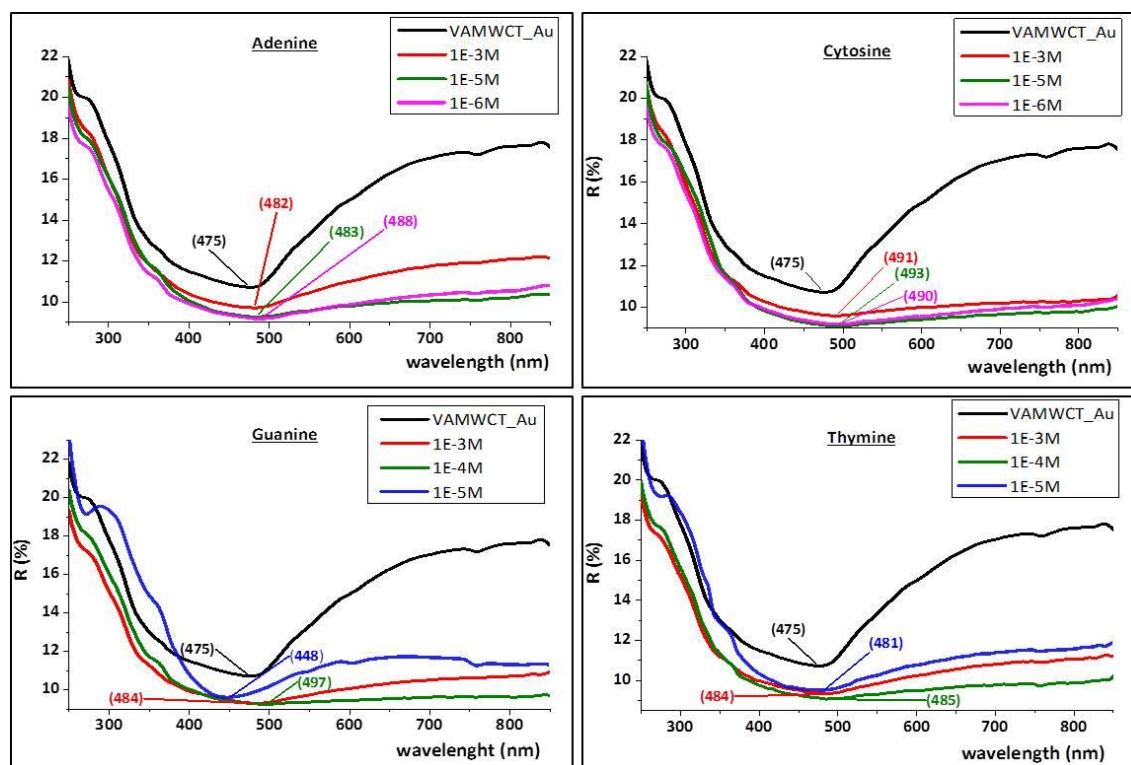 Adenine
VAMWCT_Au
1E-3M
1E-5M
1E-6M
22
20
18
16
14
12
10
R (%)
(475)
(482)
(483)
(488)
300 400 500 600 700 800
wavelength (nm)
Cytosine
VAMWCT_Au
1E-3M
1E-5M
1E-6M
22
20
18
16
14
12
10
R (%)
(475)
(491)
(493)
(490)
300 400 500 600 700 800
wavelength (nm)
Guanine
VAMWCT_Au
1E-3M
1E-4M
1E-5M
22
20
18
16
14
12
10
R (%)
(475)
(448)
(484)
(497)
300 400 500 600 700 800
wavelenght (nm)
Thymine
VAMWCT_Au
1E-3M
1E-4M
1E-5M
22
20
18
16
14
12
10
R (%)
(475)
(481)
(484)
(485)
300 400 500 600 700 800
wavelength (nm)